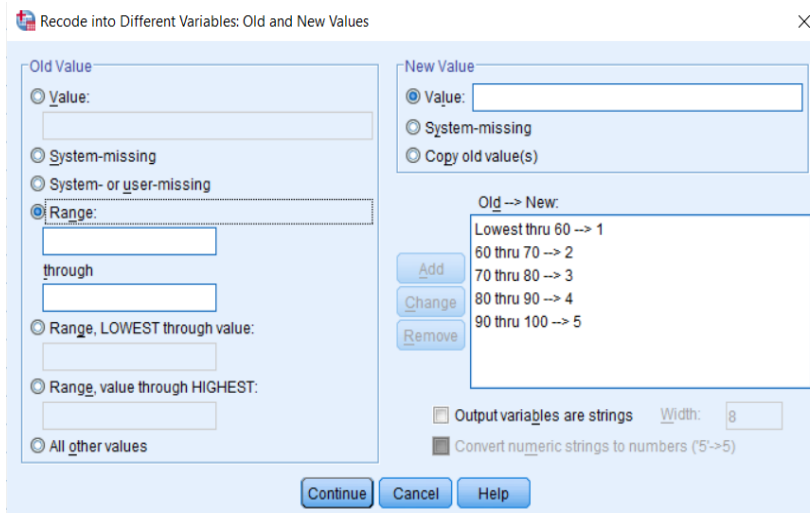 Recode into Different Variables: Old and New Values
Old Value
Value:
System-missing
System- or user-missing
Range:
through
Range, LOWEST through value:
Range, value through HIGHEST:
All other values
New Value
Value:
System-missing
Copy old value(s)
Old --> New:
Lowest thru 60 --> 1
60 thru 70 --> 2
70 thru 80 --> 3
80 thru 90 --> 4
90 thru 100 --> 5
Add
Change
Remove
Output variables are strings Width: 8
Convert numeric strings to numbers ('5'->5)
Continue Cancel Help